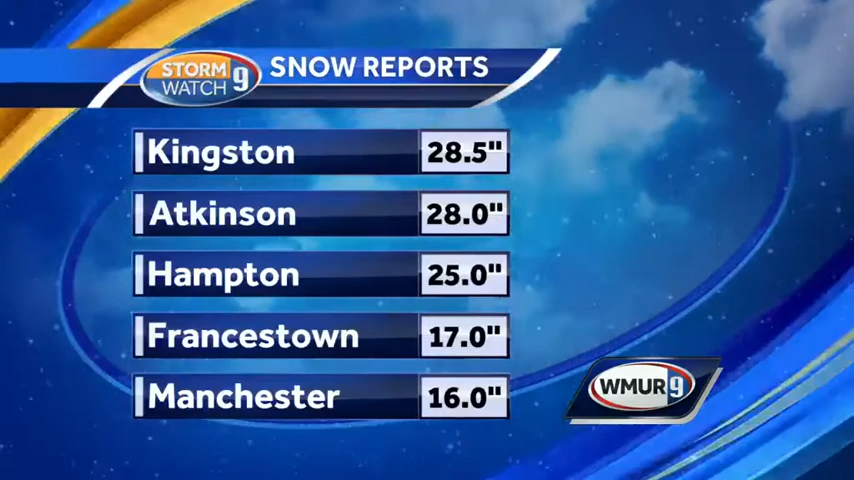 STORM
WATCH 9
SNOW REPORTS
Kingston 28.5"
Atkinson 28.0"
Hampton 25.0"
Francestown 17.0"
Manchester 16.0"
WMUR 9